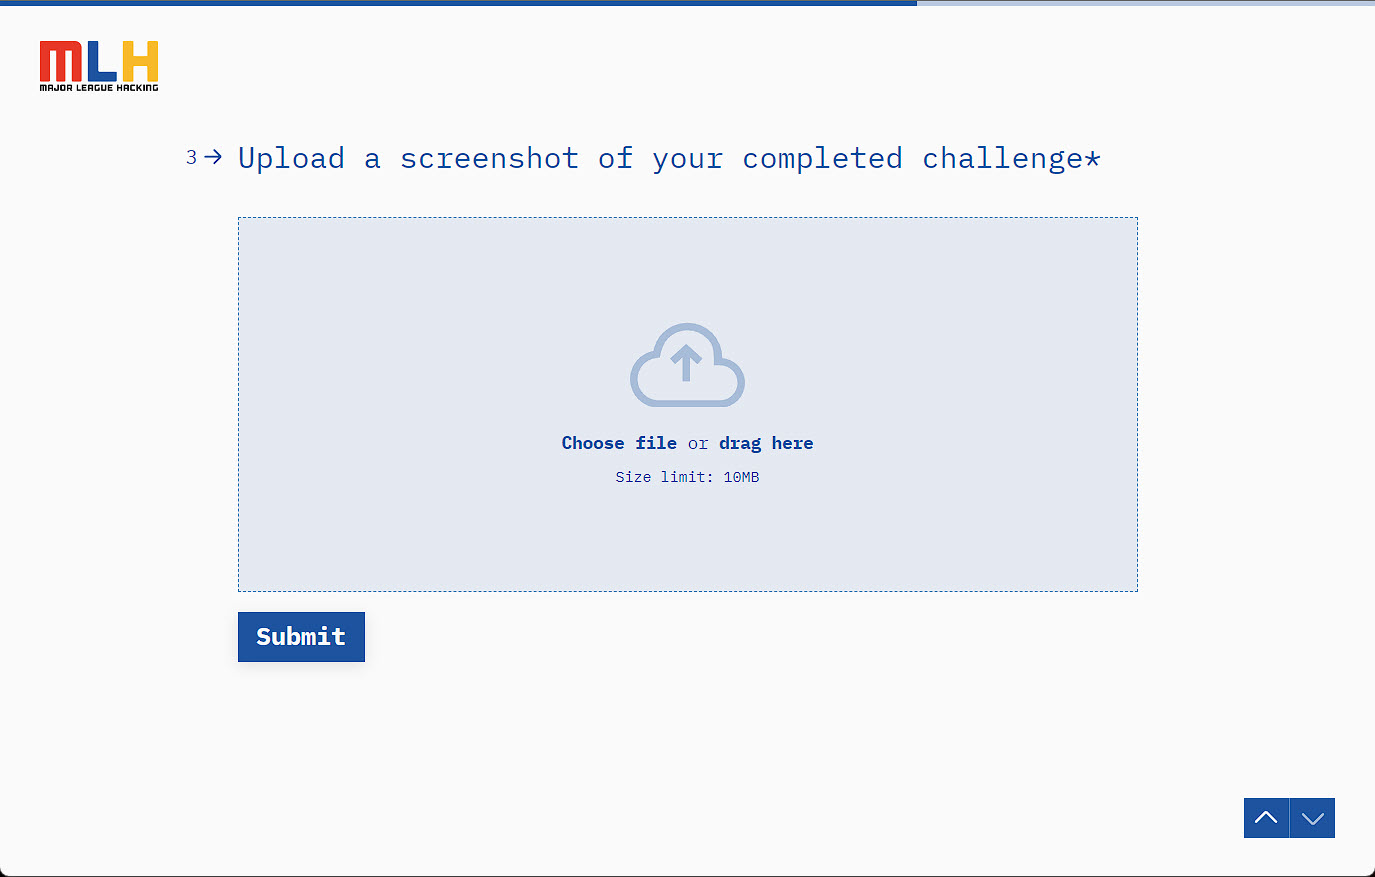 MLH
MAJOR LEAGUE HACKING
3→ Upload a screenshot of your completed challenge*
Choose file or drag here
Size limit: 10MB
Submit